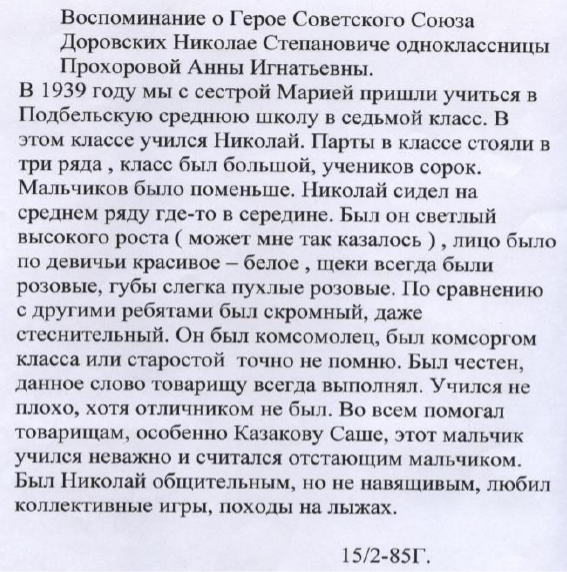 Воспоминание о Герое Советского Союза
Доровских Николае Степановиче одноклассницы
Прохоровой Анны Игнатьевны.
В 1939 году мы с сестрой Марией пришли учиться в
Подбельскую среднюю школу в седьмой класс. В
этом классе учился Николай. Парты в классе стояли в
три ряда , класс был большой, учеников сорок.
Мальчиков было поменьше. Николай сидел на
среднем ряду где-то в середине. Был он светлый
высокого роста ( может мне так казалось ) , лицо было
по девичьи красивое – белое , щеки всегда были
розовые, губы слегка пухлые розовые. По сравнению
с другими ребятами был скромный, даже
стеснительный. Он был комсомолец, был комсоргом
класса или старостой  точно не помню. Был честен,
данное слово товарищу всегда выполнял. Учился не
плохо, хотя отличником не был. Во всем помогал
товарищам, особенно Казакову Саше, этот мальчик
учился неважно и считался отстающим мальчиком.
Был Николай общительным, но не навящивым, любил
коллективные игры, походы на лыжах.
15/2-85Г.